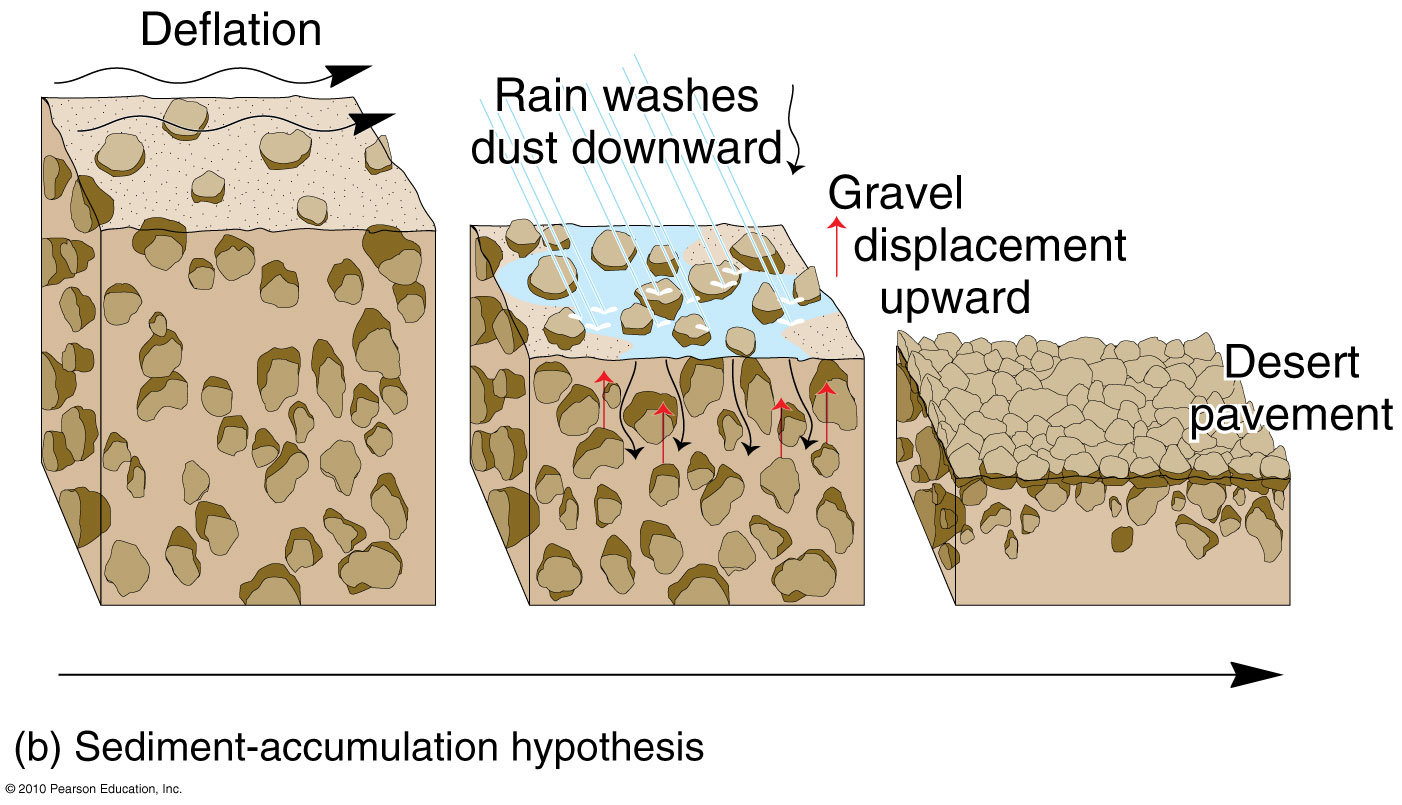 Deflation
Rain washes
dust downward
Gravel
displacement
upward
Desert
pavement
(b) Sediment-accumulation hypothesis
© 2010 Pearson Education, Inc.